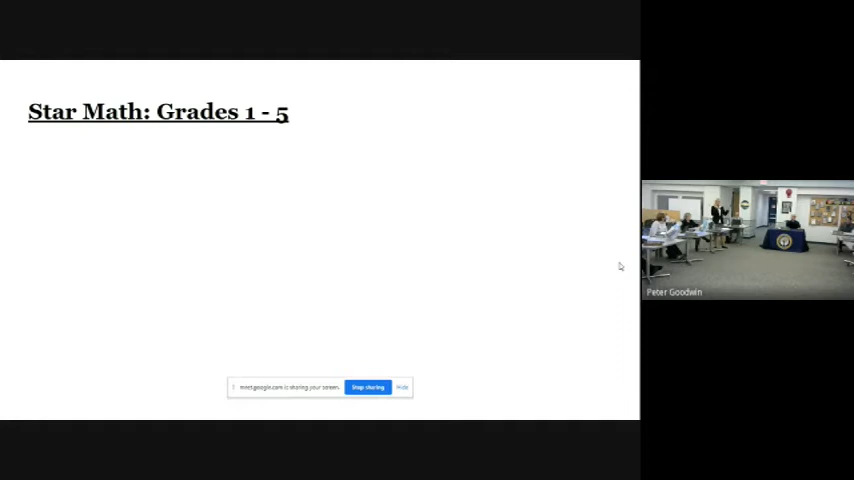 Star Math: Grades 1 - 5
meet.google.com is sharing your screen.
Stop sharing
Hide
Peter Goodwin